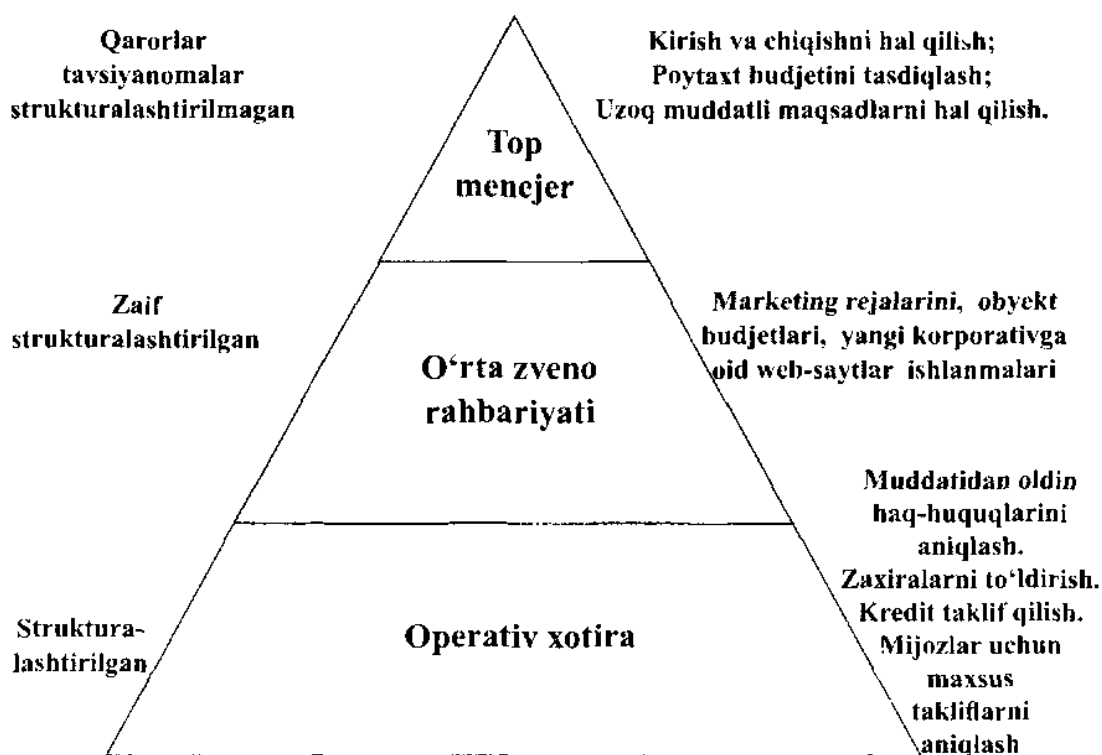 Qarorlar
tavsiyanomalar
strukturalashtirilmagan
Kirish va chiqishni hal qilish;
Poytaxt budjetini tasdiqlash;
Uzoq muddatli maqsadlarni hal qilish.
Top
menejer
Zaif
strukturalashtirilgan
O‘rta zveno
rahbariyati
Marketing rejalarini, obyekt
budjetlari, yangi korporativga
oid web-saytlar ishlanmalari
Struktura-
lashtirilgan
Operativ xotira
Muddatidan oldin
haq-huquqlarini
aniqlash.
Zaxiralarni to‘ldirish.
Kredit taklif qilish.
Mijozlar uchun
maxsus
takliflarni
aniqlash